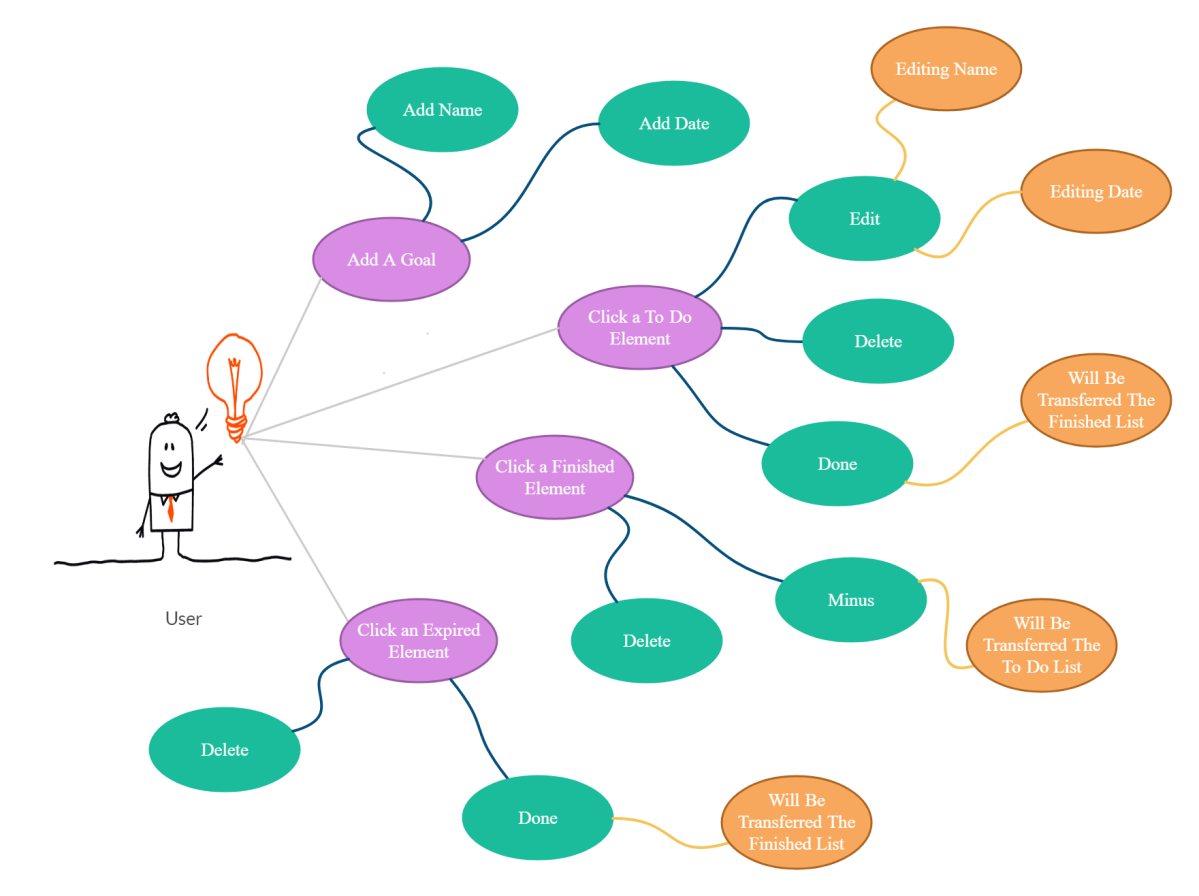 Editing Name
Add Name
Add Date
Editing Date
Edit
Add A Goal
Click a To Do
Element
Delete
Will Be
Transferred The
Finished List
Done
Click a Finished
Element
Minus
User
Click an Expired
Element
Delete
Will Be
Transferred The
To Do List
Delete
Done
Will Be
Transferred The
Finished List